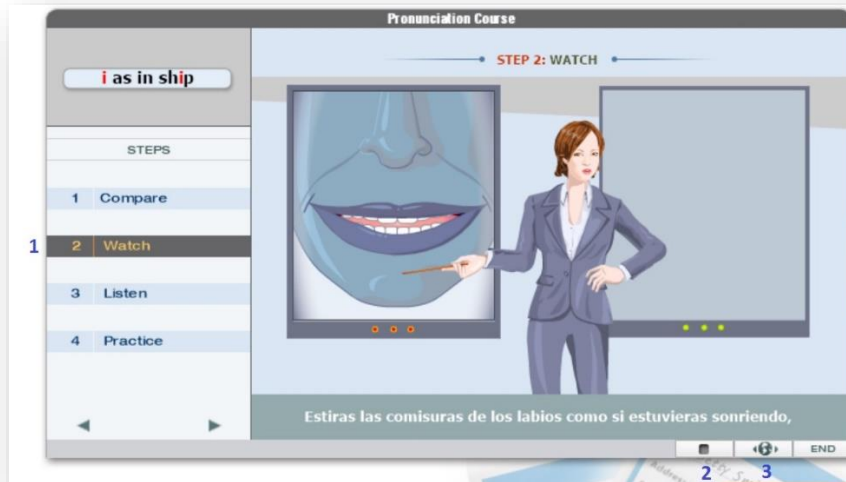 Pronunciation Course
i as in ship
STEP 2: WATCH
STEPS
1 Compare
1
2 Watch
3 Listen
4 Practice
Estiras las comisuras de los labios como si estuvieras sonriendo,
END
2
3